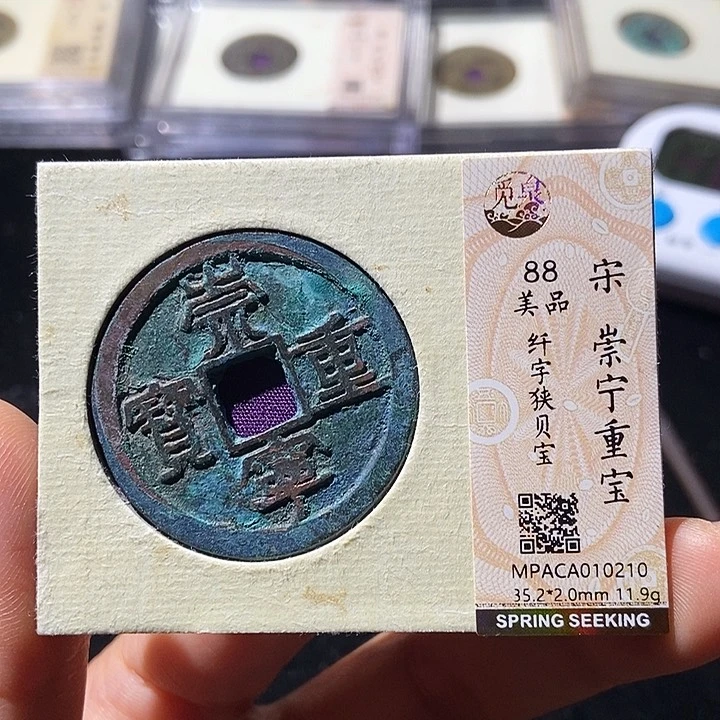 崇
重
寧
寶
觅泉
宋 崇宁重宝
88
美品
纤字狭贝宝
MPACA010210
35.2*2.0mm 11.9g
SPRING SEEKING